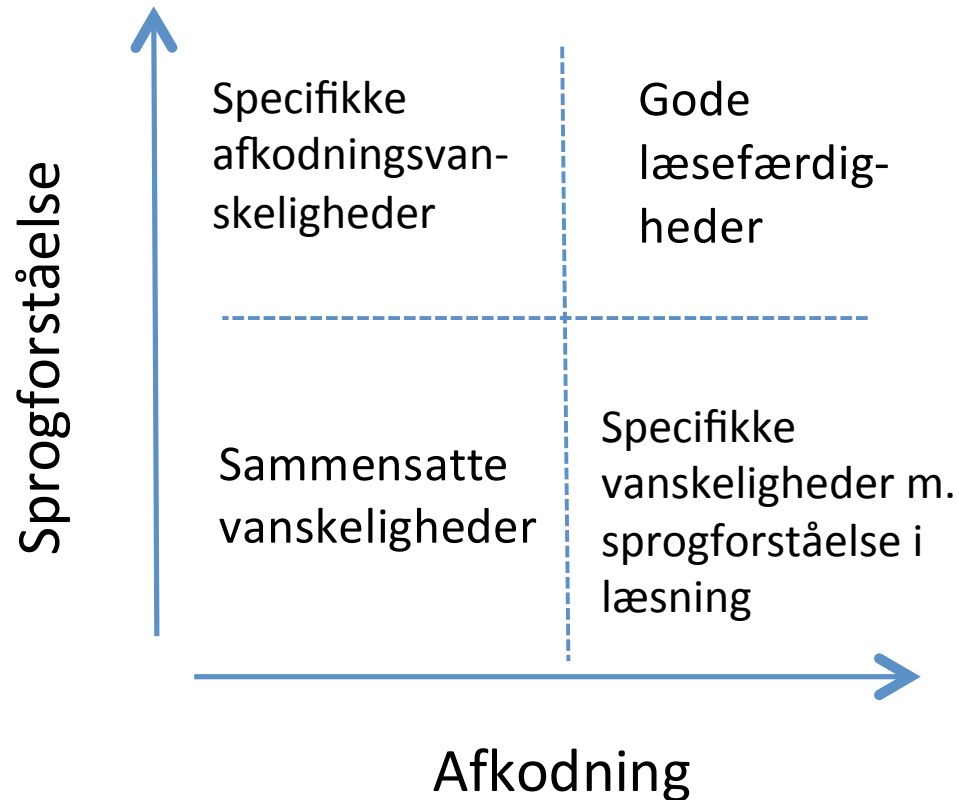 Sprogforståelse
Specifikke
afkodningsvan-
skeligheder
Gode
læsefærdig-
heder
Sammensatte
vanskeligheder
Specifikke
vanskeligheder m.
sprogforståelse i
læsning
Afkodning